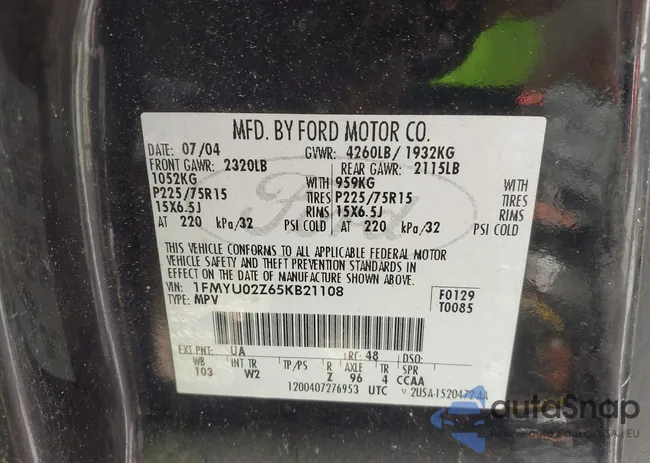 MFD. BY FORD MOTOR CO.
DATE: 07/04 GVWR: 4260LB/ 1932KG
FRONT GAWR: 2320LB REAR GAWR: 2115LB
1052KG WITH 959KG WITH
P225/75R15 TIRES P225/75R15 TIRES
15X6.5J RIMS 15X6.5J RIMS
AT 220 kPa/32 PSI COLD AT 220 kPa/32 PSI COLD
Ford
THIS VEHICLE CONFORMS TO ALL APPLICABLE FEDERAL MOTOR
VEHICLE SAFETY AND THEFT PREVENTION STANDARDS IN
EFFECT ON THE DATE OF MANUFACTURE SHOWN ABOVE.
VIN: 1FMYU02Z65KB21108 F0129
TYPE: MPV T0085
EXT PNT: UA RC: 48 DSO:
WB INT TR TP/PS R AXLE TR SPR
103 W2 Z 96 4 CCAA
1200407276953 UTC
autoSnap